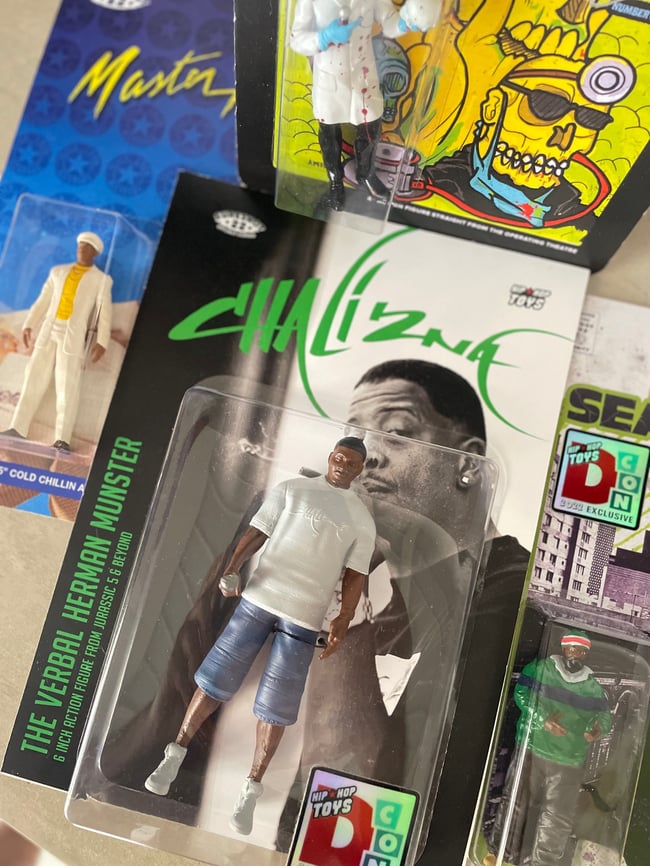 Master
NUMBER
FIGURE STRAIGHT FROM THE OPERATING THEATRE
CHALI 2NA
HIP HOP
TOYS
THE VERBAL HERMAN MUNSTER
6 INCH ACTION FIGURE FROM JURASSIC 5 & BEYOND
5" COLD CHILLIN A
Chali 2na
SEA
HIP HOP
TOYS
D
CON
2022 EXCLUSIVE
HIP HOP
TOYS
D
CON